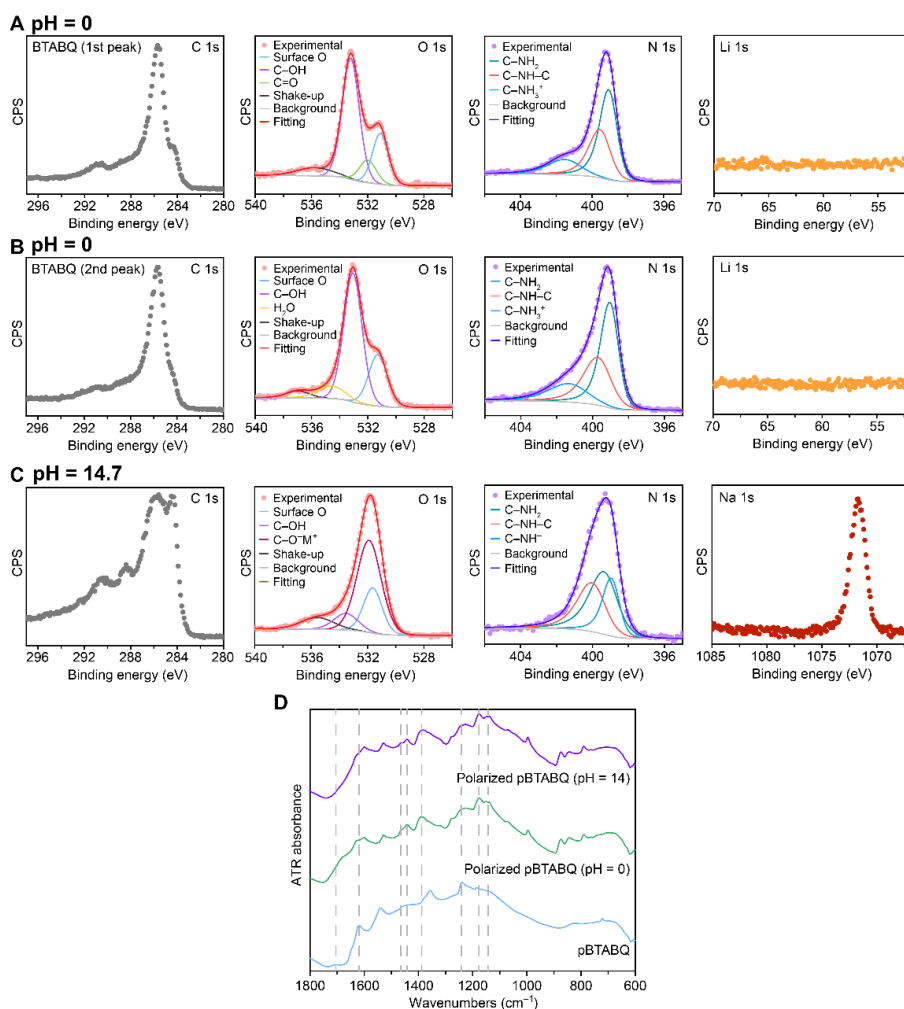 A pH = 0
BTABQ (1st peak)
C 1s
CPS
296 292 288 284 280
Binding energy (eV)
O 1s
Experimental
Surface O
C–OH
C=O
Shake-up
Background
Fitting
CPS
540 536 532 528
Binding energy (eV)
N 1s
Experimental
C–NH₂
C–NH–C
C–NH₃⁺
Background
Fitting
CPS
404 402 399 395
Binding energy (eV)
Li 1s
CPS
70 65 60 55
Binding energy (eV)
B pH = 0
BTABQ (2nd peak)
C 1s
CPS
296 292 288 284 280
Binding energy (eV)
O 1s
Experimental
Surface O
C–OH
H₂O
Shake-up
Background
Fitting
CPS
540 536 532 528
Binding energy (eV)
N 1s
Experimental
C–NH₂
C–NH–C
C–NH₃⁺
Background
Fitting
CPS
404 402 399 395
Binding energy (eV)
Li 1s
CPS
70 65 60 55
Binding energy (eV)
C pH = 14.7
C 1s
CPS
296 292 288 284 280
Binding energy (eV)
O 1s
Experimental
Surface O
C–OH
C–O⁻M⁺
Shake-up
Background
Fitting
CPS
540 536 532 528
Binding energy (eV)
N 1s
Experimental
C–NH₂
C–NH–C
C–NH⁻
Background
Fitting
CPS
404 402 399 395
Binding energy (eV)
Na 1s
CPS
1085 1080 1075 1070
Binding energy (eV)
D
Polarized pBTABQ (pH = 14)
Polarized pBTABQ (pH = 0)
pBTABQ
ATR absorbance
1800 1600 1400 1200 1000 800 600
Wavenumbers (cm⁻¹)